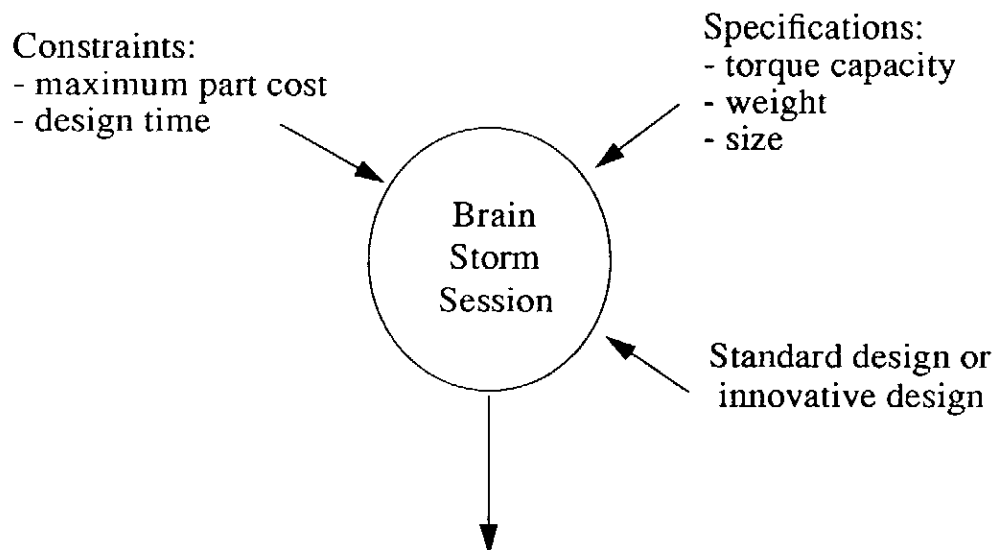 Constraints:
- maximum part cost
- design time
Specifications:
- torque capacity
- weight
- size
Brain
Storm
Session
Standard design or
innovative design